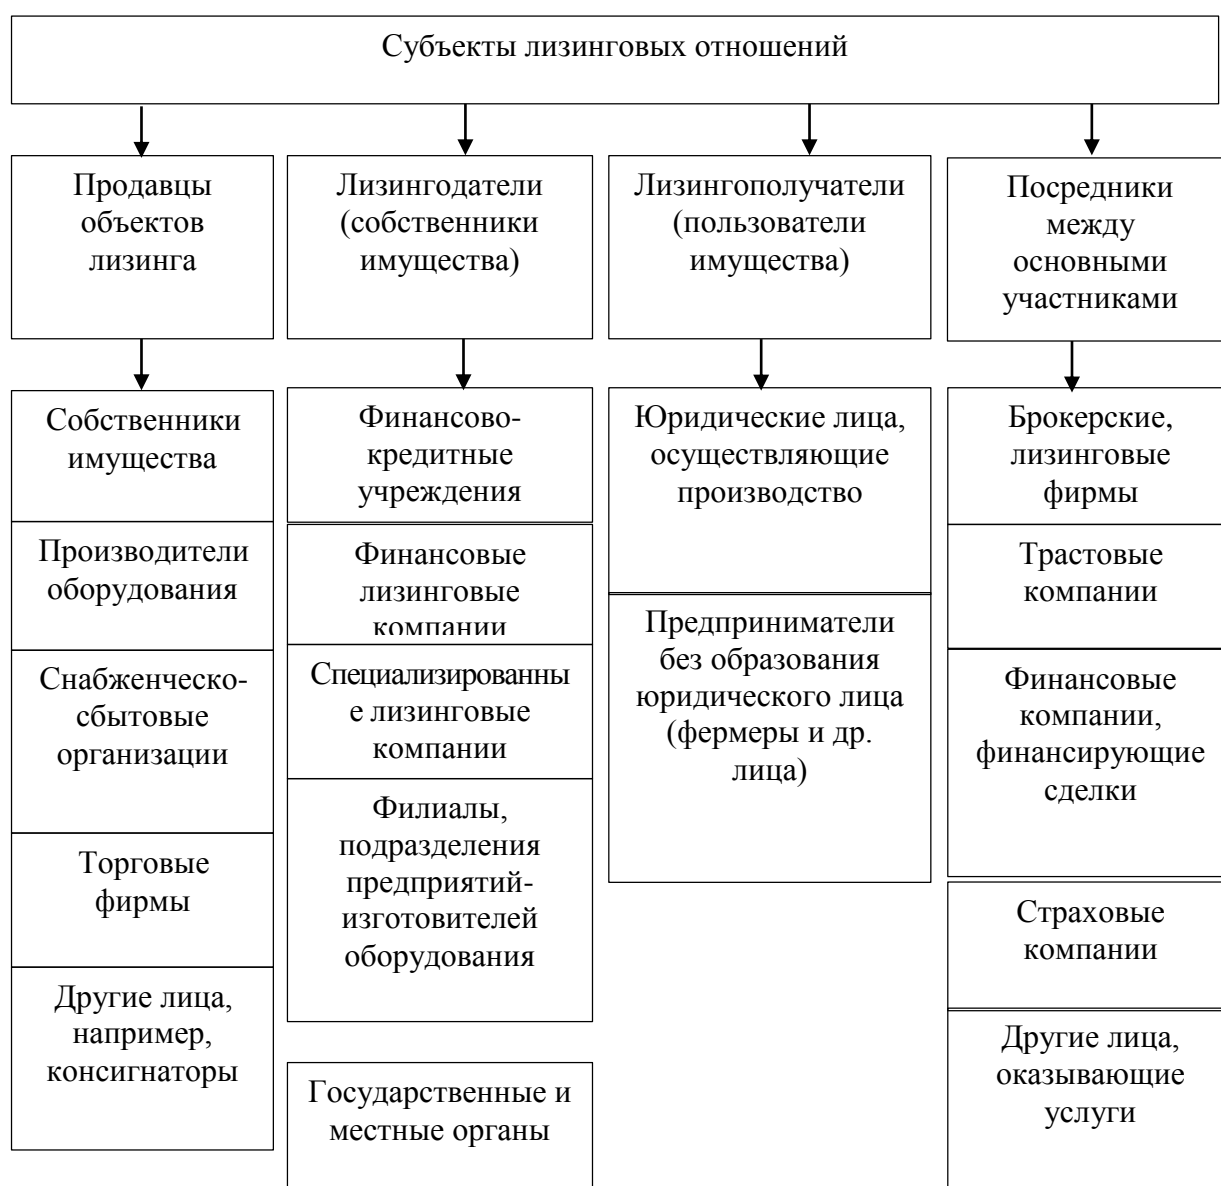 Субъекты лизинговых отношений
Продавцы
объектов
лизинга
Лизингодатели
(собственники
имущества)
Лизингополучатели
(пользователи
имущества)
Посредники
между
основными
участниками
Собственники
имущества
Производители
оборудования
Снабженческо-
сбытовые
организации
Торговые
фирмы
Другие лица,
например,
консигнаторы
Финансово-
кредитные
учреждения
Финансовые
лизинговые
компании
Специализированны
е лизинговые
компании
Филиалы,
подразделения
предприятий-
изготовителей
оборудования
Государственные и
местные органы
Юридические лица,
осуществляющие
производство
Предприниматели
без образования
юридического лица
(фермеры и др.
лица)
Брокерские,
лизинговые
фирмы
Трастовые
компании
Финансовые
компании,
финансирующие
сделки
Страховые
компании
Другие лица,
оказывающие
услуги